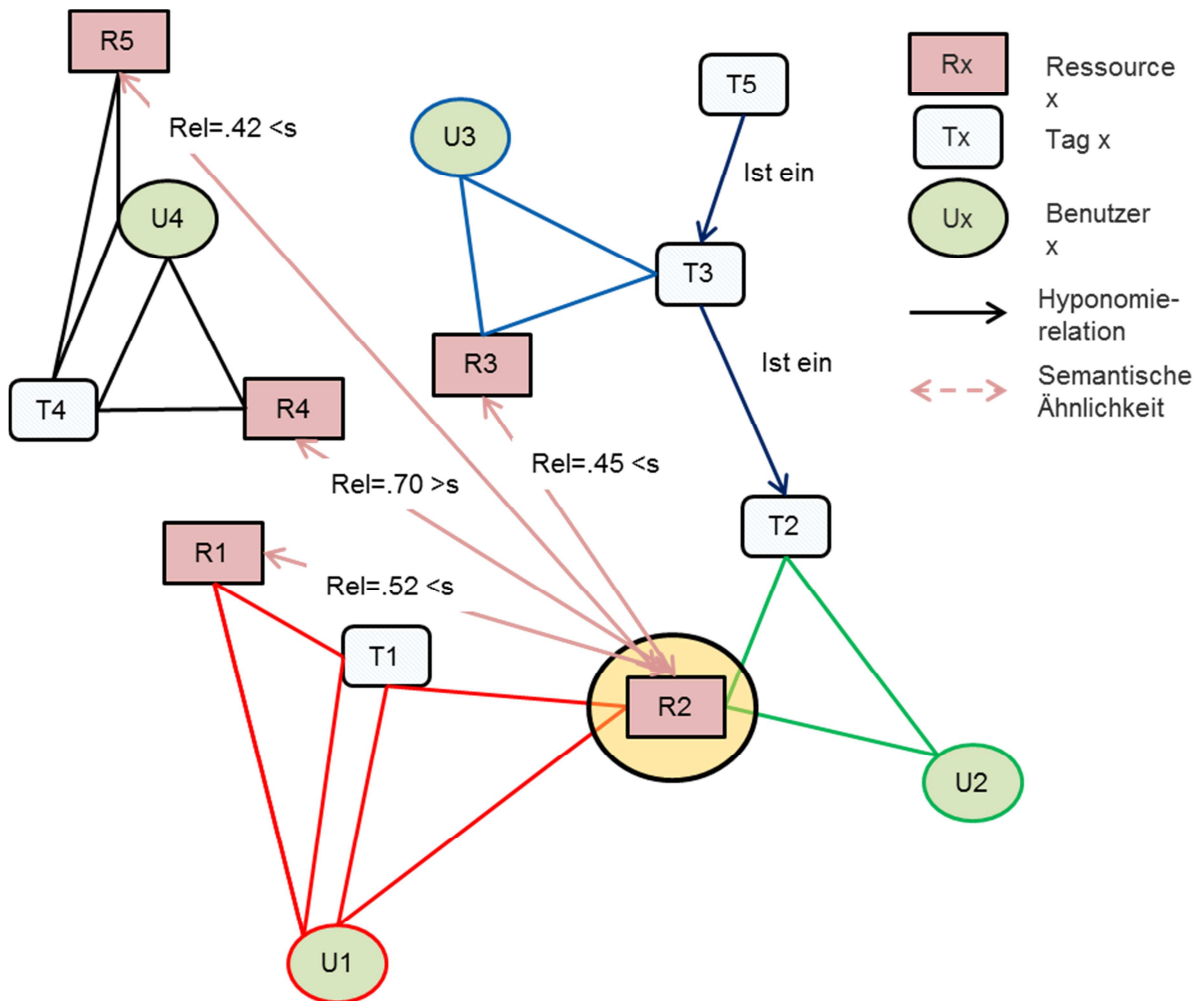 R5
Rel=.42 <s
U4
T4
R4
U3
R3
T5
Ist ein
T3
Ist ein
T2
Rel=.45 <s
Rel=.70 >s
R1
Rel=.52 <s
T1
R2
U2
U1
Rx
Ressource
x
Tx
Tag x
Ux
Benutzer
x
Hyponomie-
relation
Semantische
Ähnlichkeit